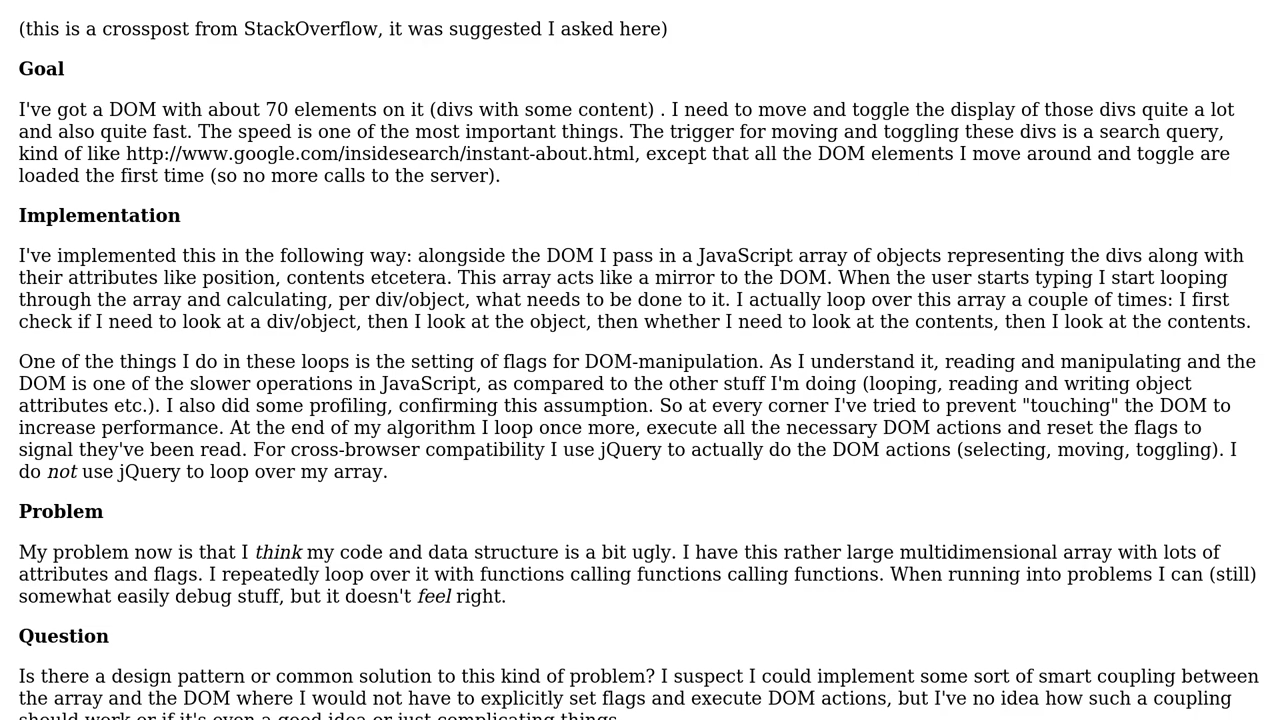 (this is a crosspost from StackOverflow, it was suggested I asked here)
Goal
I've got a DOM with about 70 elements on it (divs with some content) . I need to move and toggle the display of those divs quite a lot
and also quite fast. The speed is one of the most important things. The trigger for moving and toggling these divs is a search query,
kind of like http://www.google.com/insidesearch/instant-about.html, except that all the DOM elements I move around and toggle are
loaded the first time (so no more calls to the server).
Implementation
I've implemented this in the following way: alongside the DOM I pass in a JavaScript array of objects representing the divs along with
their attributes like position, contents etcetera. This array acts like a mirror to the DOM. When the user starts typing I start looping
through the array and calculating, per div/object, what needs to be done to it. I actually loop over this array a couple of times: I first
check if I need to look at a div/object, then I look at the object, then whether I need to look at the contents, then I look at the contents.
One of the things I do in these loops is the setting of flags for DOM-manipulation. As I understand it, reading and manipulating and the
DOM is one of the slower operations in JavaScript, as compared to the other stuff I'm doing (looping, reading and writing object
attributes etc.). I also did some profiling, confirming this assumption. So at every corner I've tried to prevent "touching" the DOM to
increase performance. At the end of my algorithm I loop once more, execute all the necessary DOM actions and reset the flags to
signal they've been read. For cross-browser compatibility I use jQuery to actually do the DOM actions (selecting, moving, toggling). I
do not use jQuery to loop over my array.
Problem
My problem now is that I think my code and data structure is a bit ugly. I have this rather large multidimensional array with lots of
attributes and flags. I repeatedly loop over it with functions calling functions calling functions. When running into problems I can (still)
somewhat easily debug stuff, but it doesn't feel right.
Question
Is there a design pattern or common solution to this kind of problem? I suspect I could implement some sort of smart coupling between
the array and the DOM where I would not have to explicitly set flags and execute DOM actions, but I've no idea how such a coupling
should work or if it's even a good idea or just complicating things.